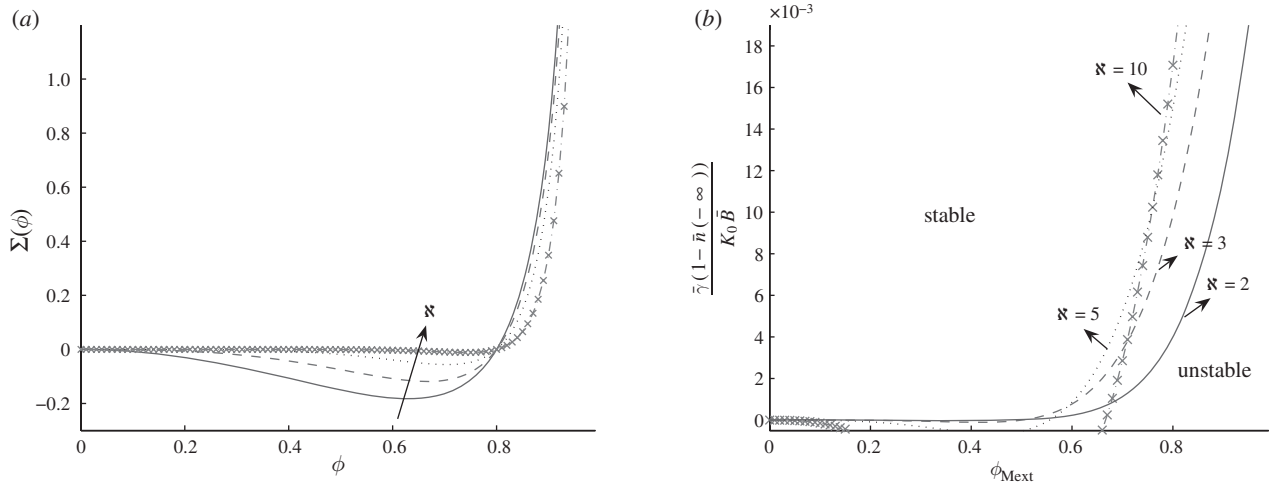 (a)
1.0
0.8
0.6
0.4
0.2
0
−0.2
Σ(ϕ)
ℵ
0 0.2 0.4 0.6 0.8
ϕ
(b)
×10⁻³
18
16
14
12
10
8
6
4
2
0
γ̄ (1− n̄ (− ∞ ))
K₀ B̄
ℵ = 10
stable
ℵ = 3
ℵ = 2
ℵ = 5
unstable
0 0.2 0.4 0.6 0.8
ϕMext